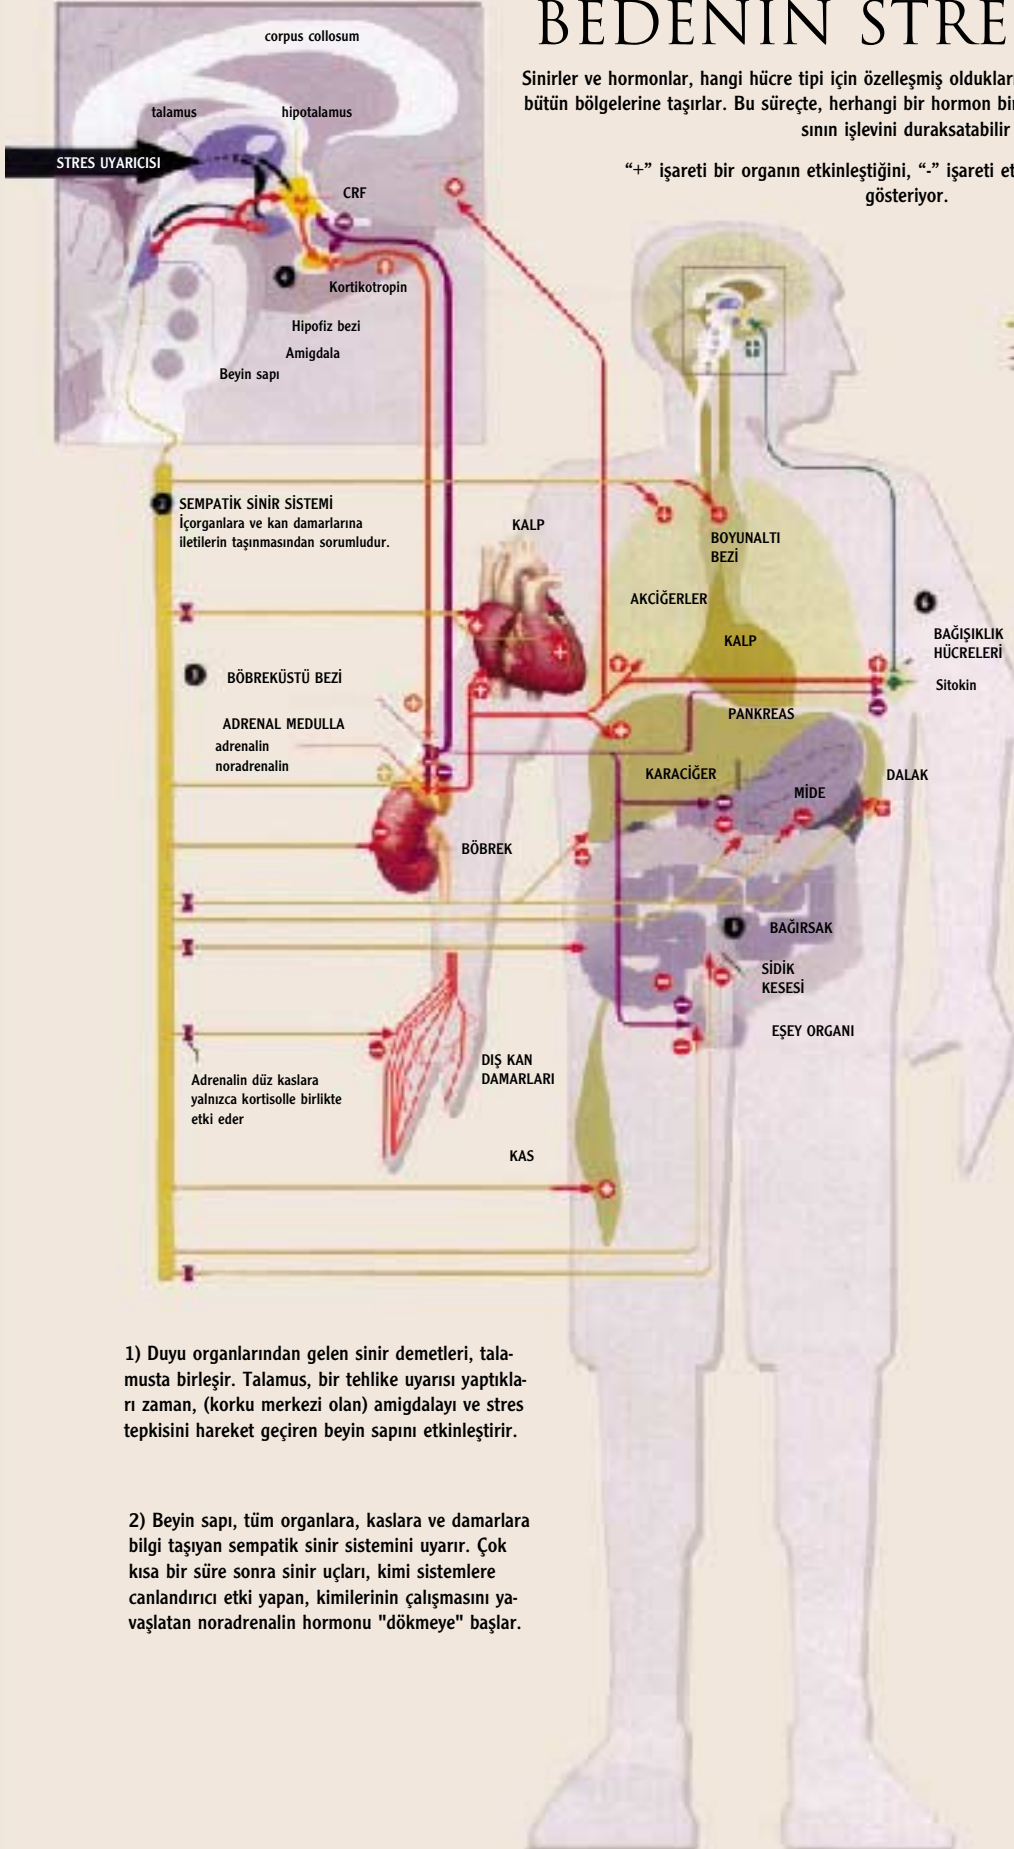 BEDENİN STRE
Sinirler ve hormonlar, hangi hücre tipi için özelleşmiş oldukları
bütün bölgelerine taşırlar. Bu süreçte, herhangi bir hormon bir
sının işlevini duraksatabilir
“+” işareti bir organın etkinleştiğini, “-” işareti et
gösteriyor.
corpus collosum
talamus
hipotalamus
STRES UYARICISI
CRF
4
Kortikotropin
Hipofiz bezi
Amigdala
Beyin sapı
2 SEMPATİK SİNİR SİSTEMİ
İçorganlara ve kan damarlarına
iletilerin taşınmasından sorumludur.
KALP
BOYUNALTI
BEZİ
AKCİĞERLER
KALP
BAĞIŞIKLIK
HÜCRELERİ
Sitokin
3 BÖBREKÜSTÜ BEZİ
ADRENAL MEDULLA
adrenalin
noradrenalin
PANKREAS
KARACİĞER
MİDE
DALAK
BÖBREK
BAĞIRSAK
SİDİK
KESESİ
EŞEY ORGANI
DIŞ KAN
DAMARLARI
Adrenalin düz kaslara
yalnızca kortisolle birlikte
etki eder
KAS
1) Duyu organlarından gelen sinir demetleri, tala-
musta birleşir. Talamus, bir tehlike uyarısı yaptıkla-
rı zaman, (korku merkezi olan) amigdalayı ve stres
tepkisini hareket geçiren beyin sapını etkinleştirir.
2) Beyin sapı, tüm organlara, kaslara ve damarlara
bilgi taşıyan sempatik sinir sistemini uyarır. Çok
kısa bir süre sonra sinir uçları, kimi sistemlere
canlandırıcı etki yapan, kimilerinin çalışmasını ya-
vaşlatan noradrenalin hormonu "dökmeye" başlar.